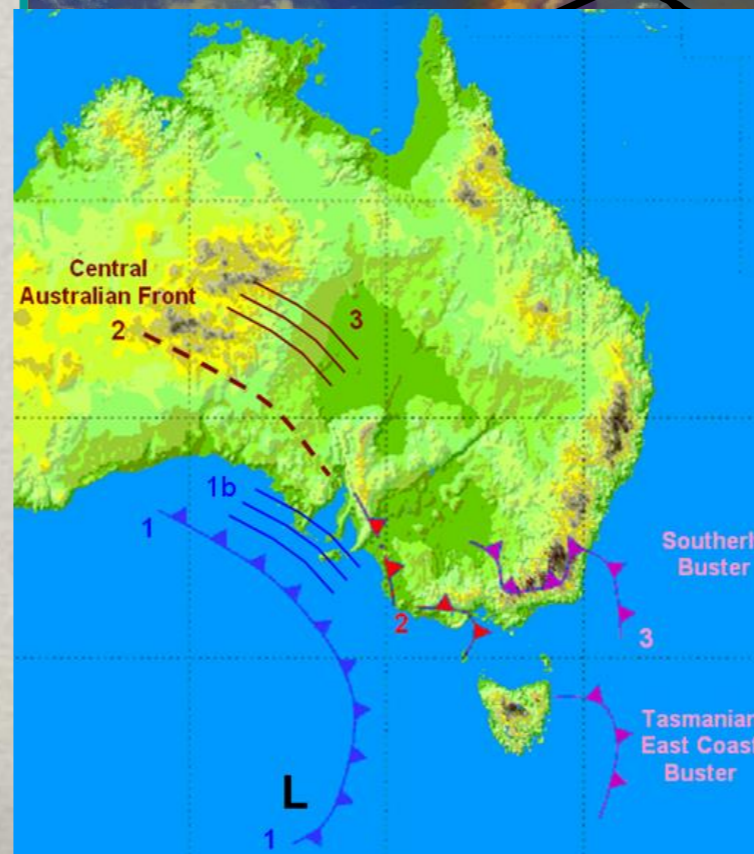 Central
Australian Front
2
3
1b
1
Southerl
Buster
2
3
Tasmanian
East Coast
Buster
L
1